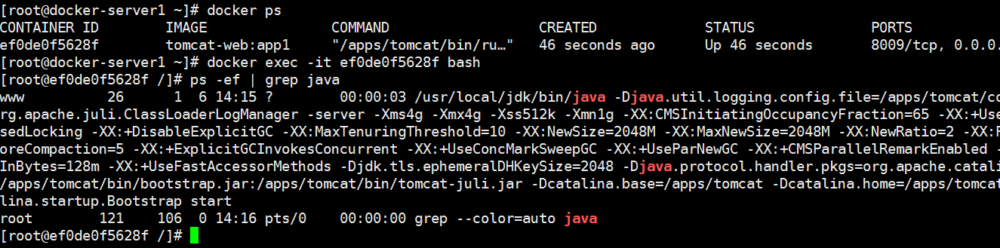 [root@docker-server1 ~]# docker ps
CONTAINER ID IMAGE COMMAND CREATED STATUS PORTS
ef0de0f5628f tomcat-web:app1 "/apps/tomcat/bin/ru…" 46 seconds ago Up 46 seconds 8009/tcp, 0.0.0.
[root@docker-server1 ~]# docker exec -it ef0de0f5628f bash
[root@ef0de0f5628f /]# ps -ef | grep java
www 26 1 6 14:15 ? 00:00:03 /usr/local/jdk/bin/java -Djava.util.logging.config.file=/apps/tomcat/co
rg.apache.juli.ClassLoaderLogManager -server -Xms4g -Xmx4g -Xss512k -Xmn1g -XX:CMSInitiatingOccupancyFraction=65 -XX:+Use
sedLocking -XX:+DisableExplicitGC -XX:MaxTenuringThreshold=10 -XX:NewSize=2048M -XX:MaxNewSize=2048M -XX:NewRatio=2 -XX:F
oreCompaction=5 -XX:+ExplicitGCInvokesConcurrent -XX:+UseConcMarkSweepGC -XX:+UseParNewGC -XX:+CMSParallelRemarkEnabled -
InBytes=128m -XX:+UseFastAccessorMethods -Djdk.tls.ephemeralDHKeySize=2048 -Djava.protocol.handler.pkgs=org.apache.catali
/apps/tomcat/bin/bootstrap.jar:/apps/tomcat/bin/tomcat-juli.jar -Dcatalina.base=/apps/tomcat -Dcatalina.home=/apps/tomcat
lina.startup.Bootstrap start
root 121 106 0 14:16 pts/0 00:00:00 grep --color=auto java
[root@ef0de0f5628f /]#